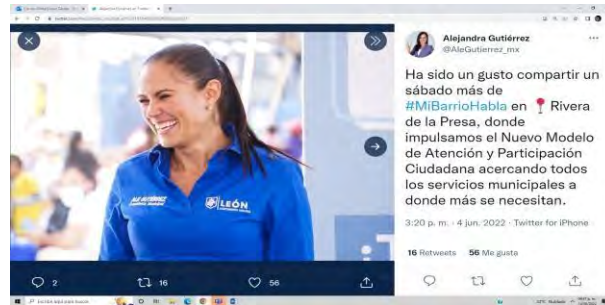 Alejandra Gutiérrez
@AleGutierrez_mx
Ha sido un gusto compartir un
sábado más de
#MiBarrioHabla en 📍 Rivera
de la Presa, donde
impulsamos el Nuevo Modelo
de Atención y Participación
Ciudadana acercando todos
los servicios municipales a
donde más se necesitan.
3:20 p. m. · 4 jun. 2022 · Twitter for iPhone
16 Retweets 56 Me gusta
ALE GUTIÉRREZ
LEÓN
2 16 56